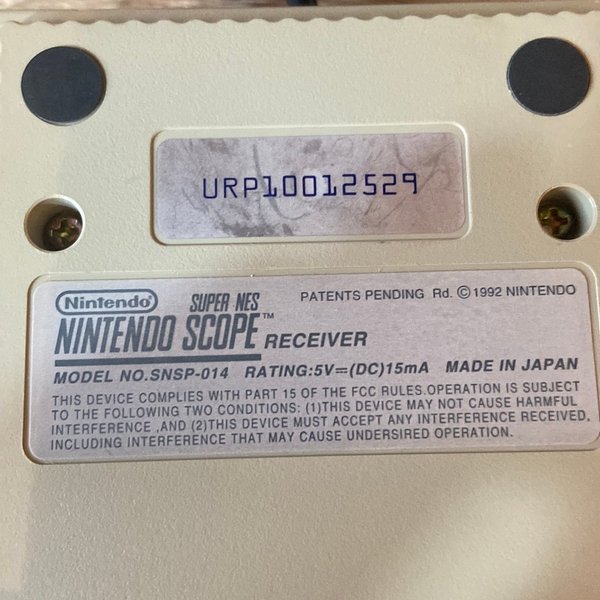 URP10012529
Nintendo SUPER NES PATENTS PENDING Rd. © 1992 NINTENDO
NINTENDO SCOPE™ RECEIVER
MODEL NO.SNSP-014 RATING:5V⎓(DC)15mA MADE IN JAPAN
THIS DEVICE COMPLIES WITH PART 15 OF THE FCC RULES.OPERATION IS SUBJECT
TO THE FOLLOWING TWO CONDITIONS: (1)THIS DEVICE MAY NOT CAUSE HARMFUL
INTERFERENCE ,AND (2)THIS DEVICE MUST ACCEPT ANY INTERFERENCE RECEIVED,
INCLUDING INTERFERENCE THAT MAY CAUSE UNDERSIRED OPERATION.